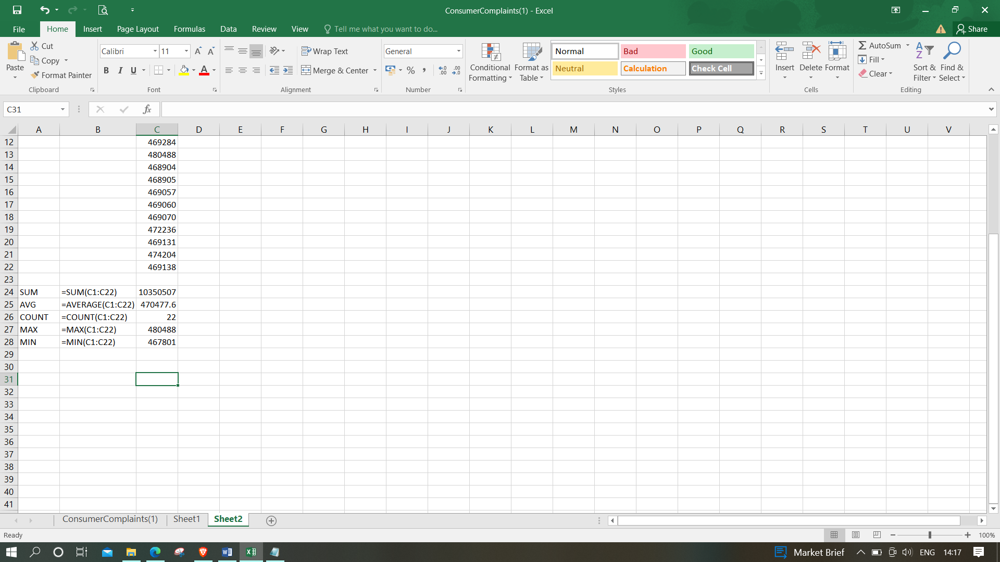 ConsumerComplaints(1) - Excel
File Home Insert Page Layout Formulas Data Review View Tell me what you want to do... Share
Paste
Cut
Copy
Format Painter
Clipboard
Calibri 11 A A
B I U A
Font
Wrap Text
Merge & Center
Alignment
General
% , .00 .00
Number
Conditional Formatting
Format as Table
Normal Bad Good
Neutral Calculation Check Cell
Styles
Insert Delete Format
Cells
AutoSum
Fill
Clear
Sort & Filter
Find & Select
Editing
C31 fx
A B C D E F G H I J K L M N O P Q R S T U V
12 469284
13 480488
14 468904
15 468905
16 469057
17 469060
18 469070
19 472236
20 469131
21 474204
22 469138
23
24 SUM =SUM(C1:C22) 10350507
25 AVG =AVERAGE(C1:C22) 470477.6
26 COUNT =COUNT(C1:C22) 22
27 MAX =MAX(C1:C22) 480488
28 MIN =MIN(C1:C22) 467801
29
30
31
32
33
34
35
36
37
38
39
40
41
ConsumerComplaints(1) Sheet1 Sheet2
Ready 100%
Market Brief ENG 14:17